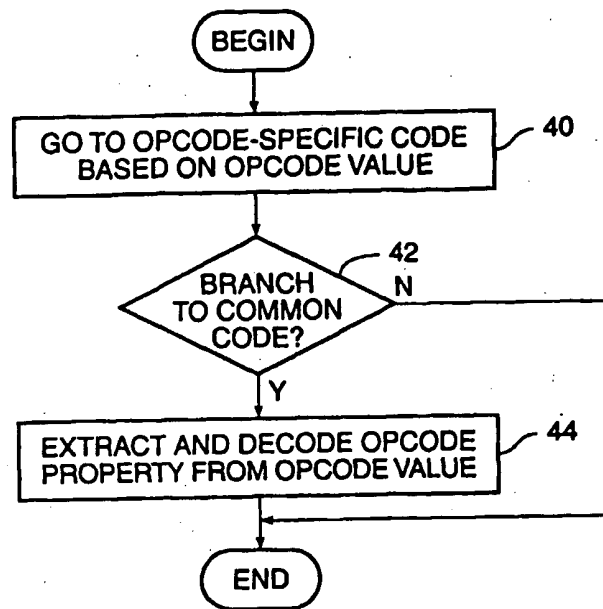 BEGIN
GO TO OPCODE-SPECIFIC CODE
BASED ON OPCODE VALUE
40
BRANCH
TO COMMON
CODE?
42
N
Y
EXTRACT AND DECODE OPCODE
PROPERTY FROM OPCODE VALUE
44
END